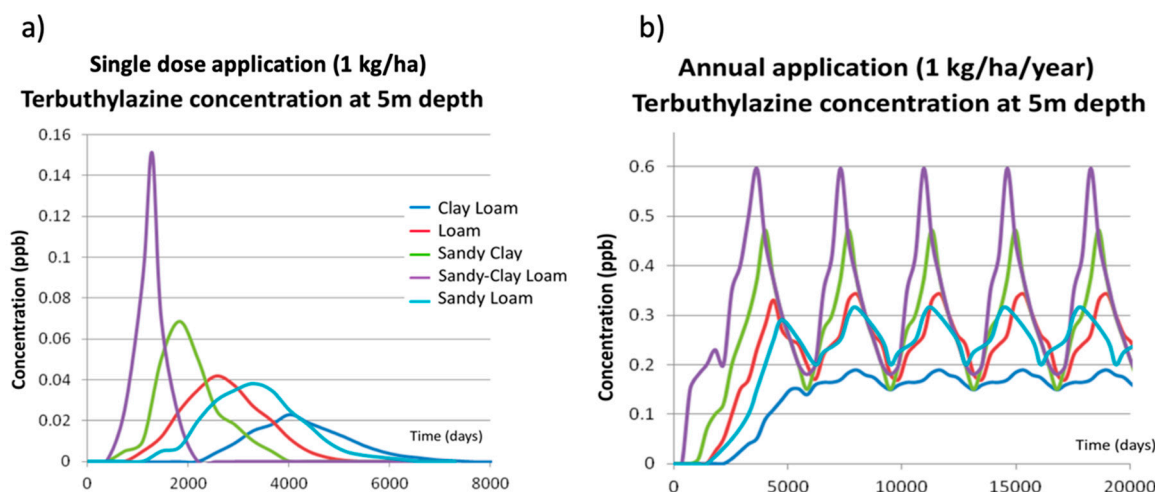 a)
Single dose application (1 kg/ha)
Terbuthylazine concentration at 5m depth
Concentration (ppb)
0.16
0.14
0.12
0.1
0.08
0.06
0.04
0.02
0
Clay Loam
Loam
Sandy Clay
Sandy-Clay Loam
Sandy Loam
Time (days)
0 2000 4000 6000 8000
b)
Annual application (1 kg/ha/year)
Terbuthylazine concentration at 5m depth
Concentration (ppb)
0.6
0.5
0.4
0.3
0.2
0.1
0
Time (days)
0 5000 10000 15000 20000